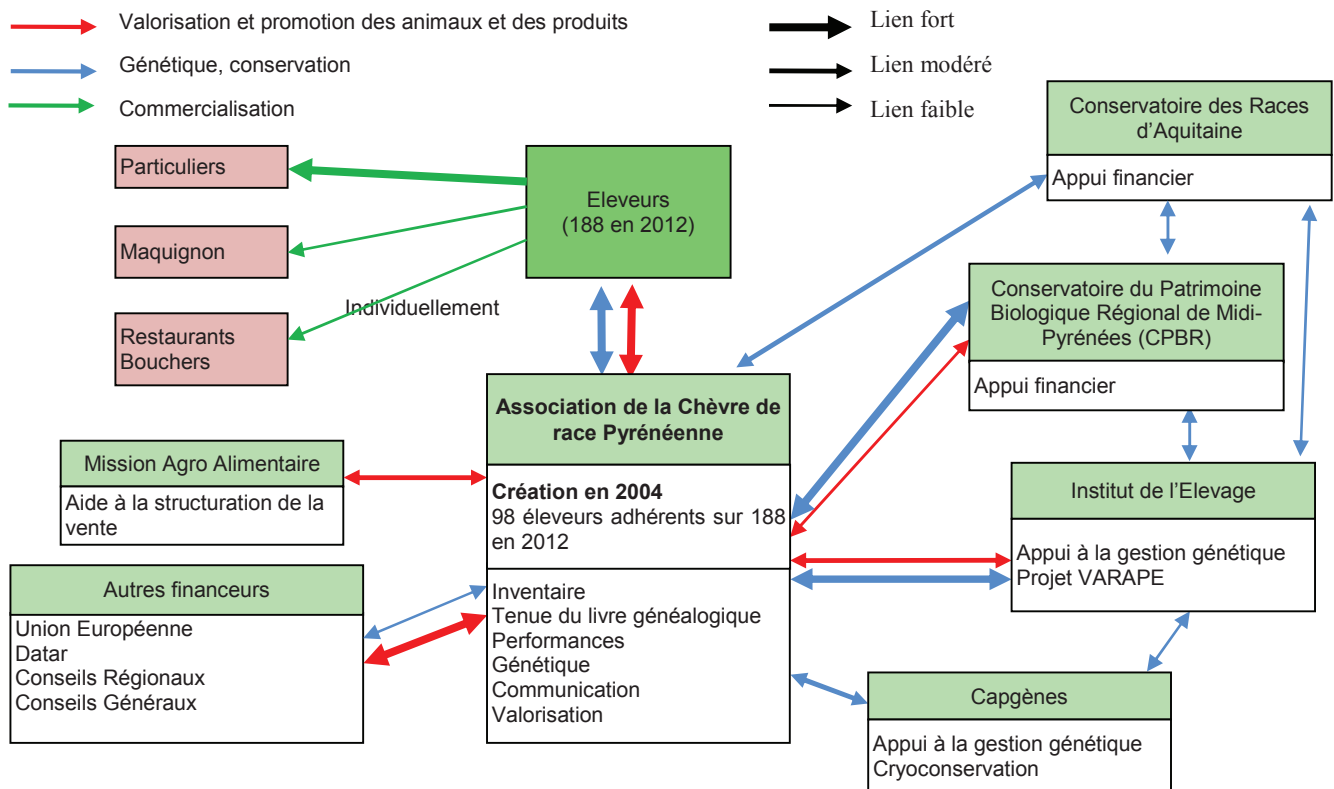 Valorisation et promotion des animaux et des produits
Génétique, conservation
Commercialisation
Lien fort
Lien modéré
Lien faible
Particuliers
Maquignon
Restaurants
Bouchers
Eleveurs
(188 en 2012)
Individuellement
Conservatoire des Races
d'Aquitaine
Appui financier
Conservatoire du Patrimoine
Biologique Régional de Midi-
Pyrénées (CPBR)
Appui financier
Association de la Chèvre de
race Pyrénéenne
Création en 2004
98 éleveurs adhérents sur 188
en 2012
Inventaire
Tenue du livre généalogique
Performances
Génétique
Communication
Valorisation
Mission Agro Alimentaire
Aide à la structuration de la
vente
Autres financeurs
Union Européenne
Datar
Conseils Régionaux
Conseils Généraux
Institut de l'Elevage
Appui à la gestion génétique
Projet VARAPE
Capgènes
Appui à la gestion génétique
Cryoconservation